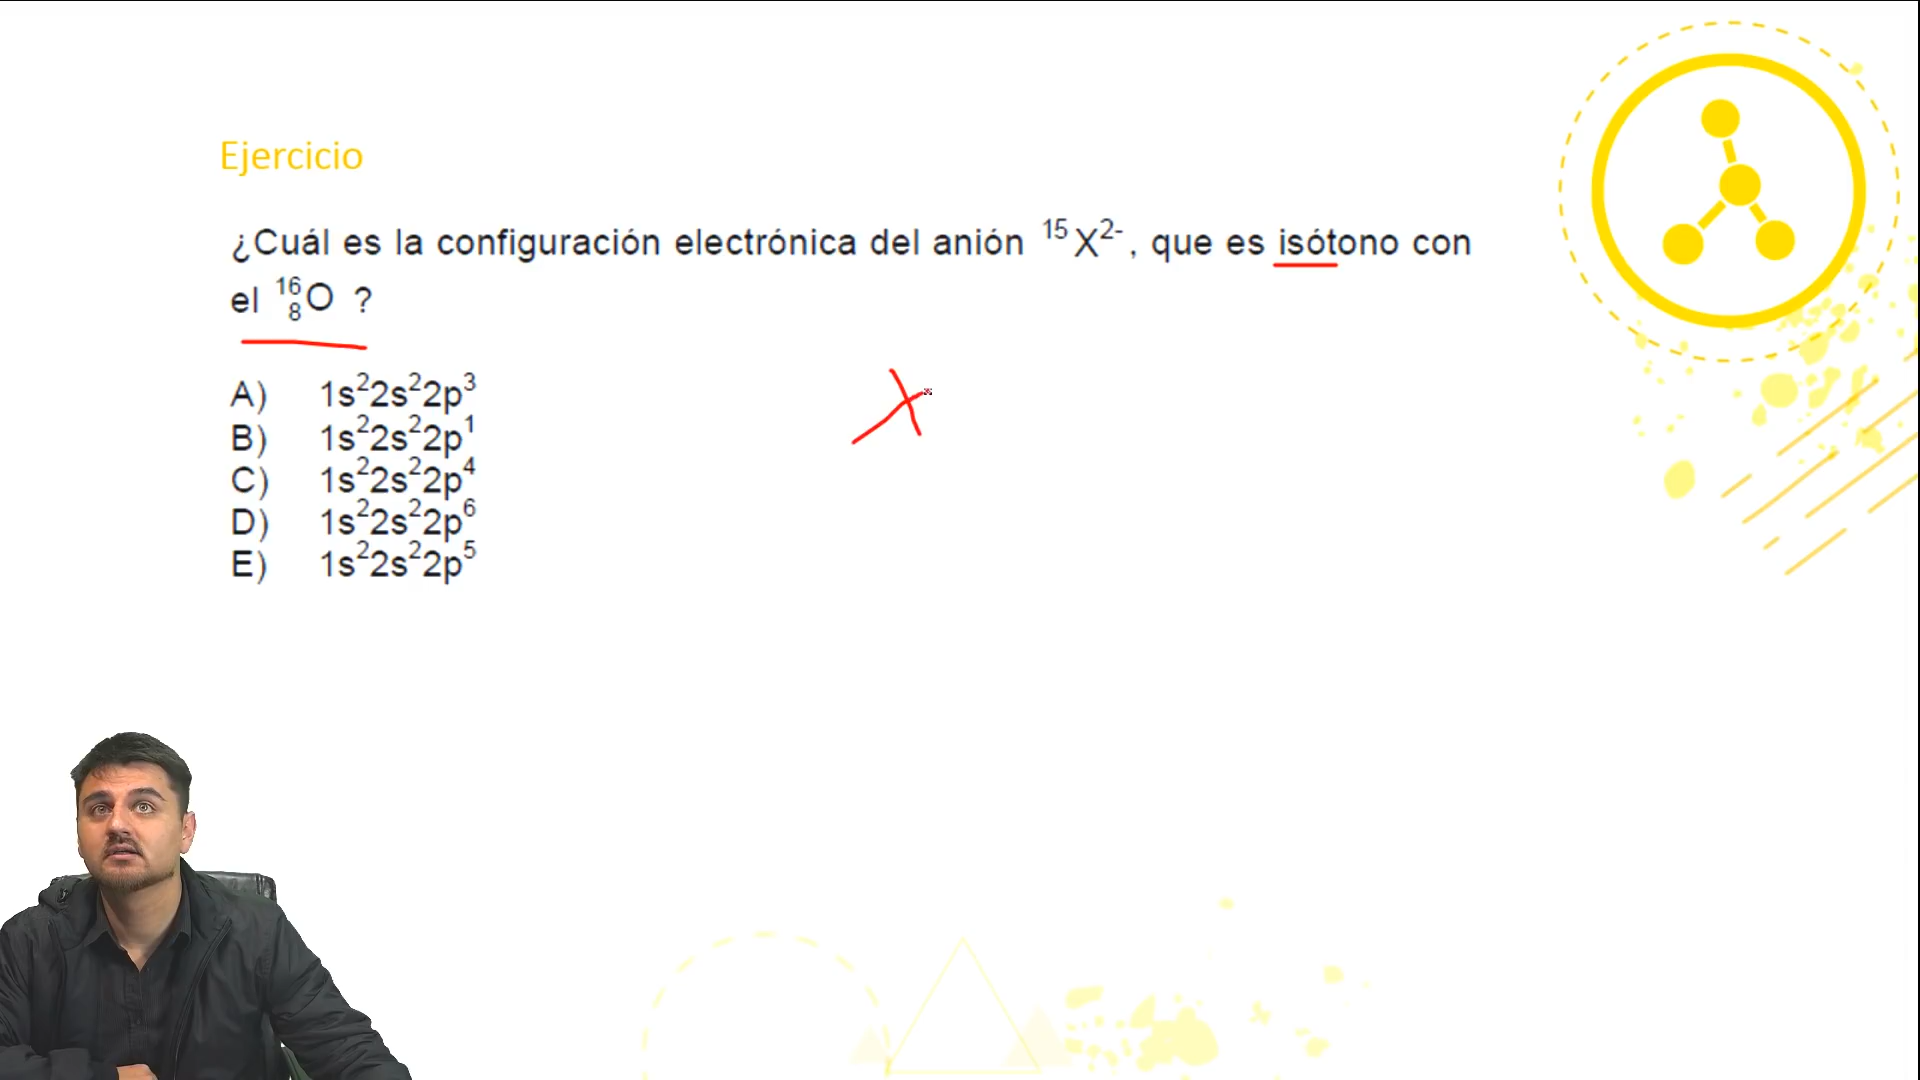 Ejercicio
¿Cuál es la configuración electrónica del anión ¹⁵X²⁻, que es isótono con
el ¹⁶₈O ?
A) 1s²2s²2p³
B) 1s²2s²2p¹
C) 1s²2s²2p⁴
D) 1s²2s²2p⁶
E) 1s²2s²2p⁵
X